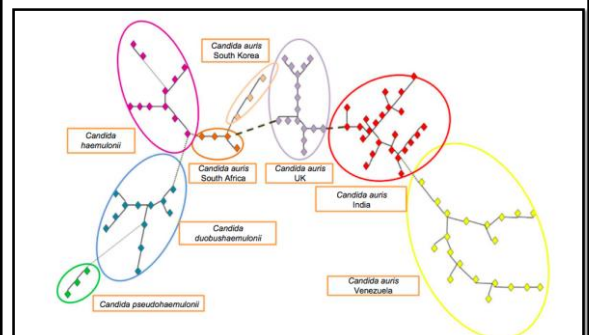 Candida auris
South Korea
Candida
haemulonii
Candida auris
South Africa
Candida auris
UK
Candida auris
India
Candida
duobushaemulonii
Candida auris
Venezuela
Candida pseudohaemulonii